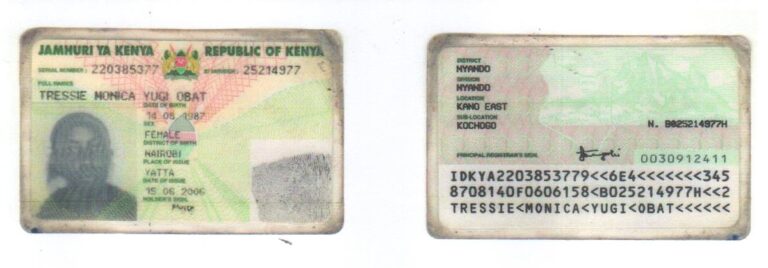 JAMHURI YA KENYA REPUBLIC OF KENYA
SERIAL NUMBER: 220385377 ID NUMBER: 25214977
FULL NAMES
TRESSIE MONICA YUGI OBAT
DATE OF BIRTH
14 08 1987
SEX
FEMALE
DISTRICT OF BIRTH
NAIROBI
PLACE OF ISSUE
YATTA
DATE OF ISSUE
15 06 2006
HOLDER'S SIGN.
DISTRICT
NYANDO
DIVISION
NYANDO
LOCATION
KANO EAST
SUB-LOCATION
KOCHOGO N. B025214977H
PRINCIPAL REGISTRAR'S SIGN. 0030912411
IDKYA2203853779<<6E4<<<<<<<345
8708140F0606158<B025214977H<<2
TRESSIE<MONICA<YUGI<OBAT<<<<<<